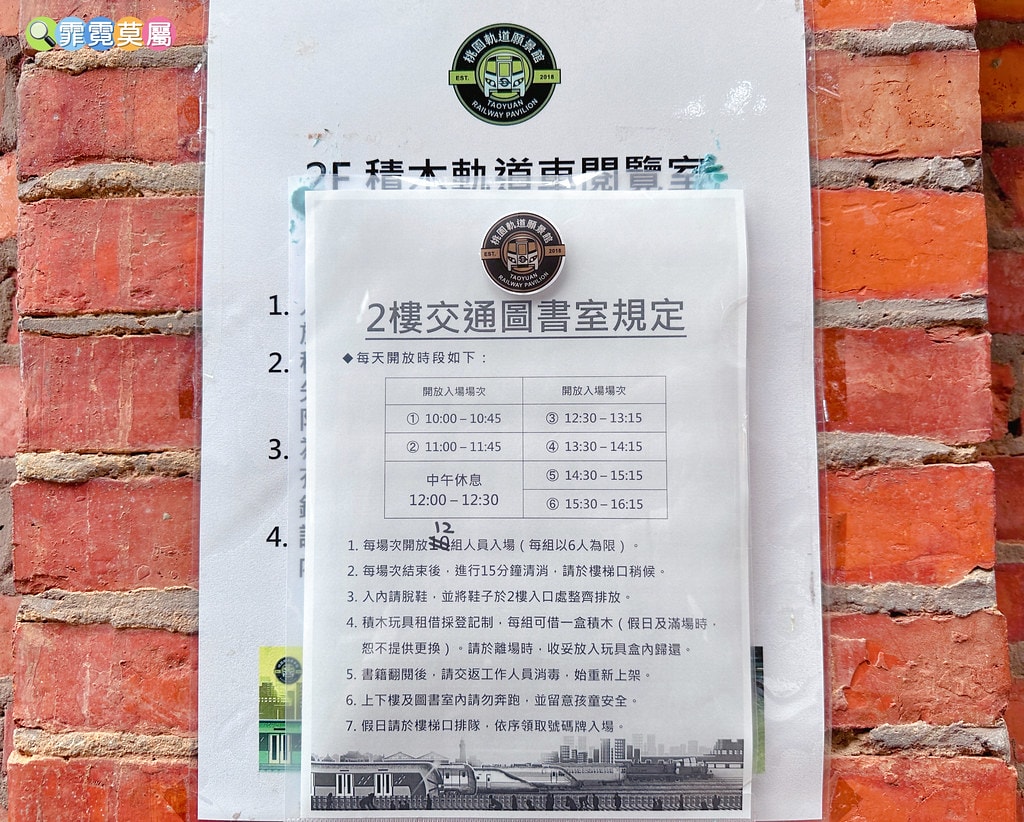 霏霓莫屬
桃園軌道願景館
EST. 2018
TAOYUAN
RAILWAY PAVILION
2F 積木軌道車閱覽室
桃園軌道願景館
EST. 2018
TAOYUAN
RAILWAY PAVILION
2樓交通圖書室規定
◆每天開放時段如下：
開放入場場次 開放入場場次
① 10:00 – 10:45 ③ 12:30 – 13:15
② 11:00 – 11:45 ④ 13:30 – 14:15
中午休息 ⑤ 14:30 – 15:15
12:00 – 12:30 ⑥ 15:30 – 16:15
12
1. 每場次開放10組人員入場（每組以6人為限）。
2. 每場次結束後，進行15分鐘清消，請於樓梯口稍候。
3. 入內請脫鞋，並將鞋子於2樓入口處整齊排放。
4. 積木玩具租借採登記制，每組可借一盒積木（假日及滿場時，
恕不提供更換）。請於離場時，收妥放入玩具盒內歸還。
5. 書籍翻閱後，請交返工作人員消毒，始重新上架。
6. 上下樓及圖書室內請勿奔跑，並留意孩童安全。
7. 假日請於樓梯口排隊，依序領取號碼牌入場。
1.
2.
3.
4.